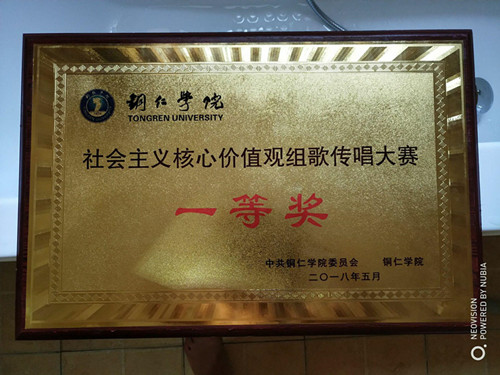 铜仁学院
TONGREN UNIVERSITY
社会主义核心价值观组歌传唱大赛
一等奖
中共铜仁学院委员会 铜仁学院
二〇一八年五月
NEOVISION
POWERED BY NUBIA